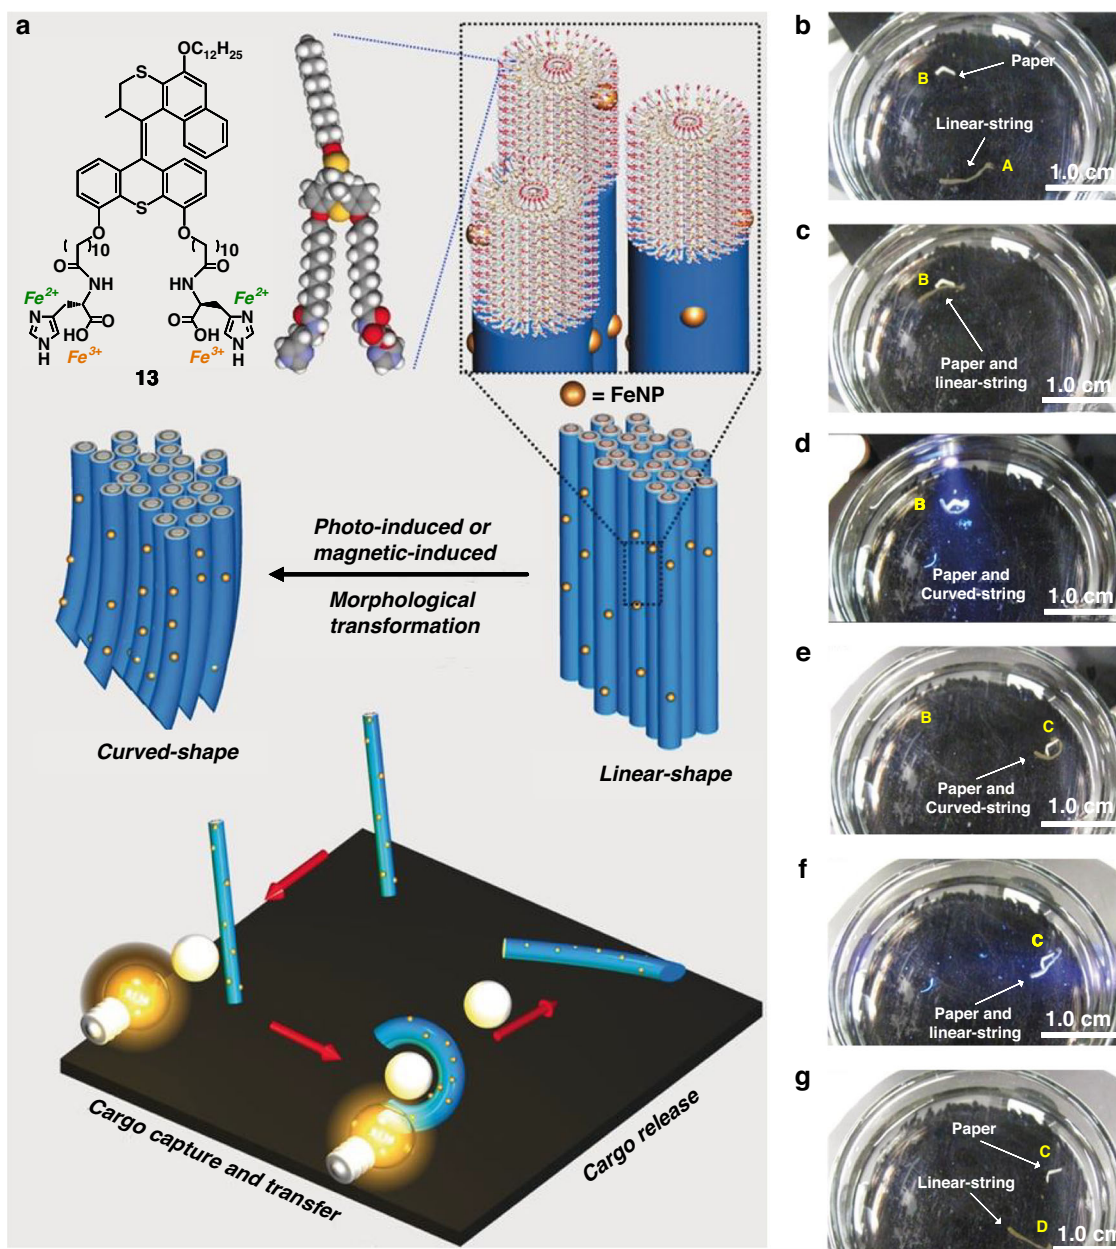 a
OC12H25
S
S
O
O
( )10
( )10
O
O
NH
HN
Fe2+
Fe2+
N
N
O
O
HO
OH
N
H
N
H
Fe3+
Fe3+
13
= FeNP
Photo-induced or
magnetic-induced
Morphological
transformation
Curved-shape
Linear-shape
Cargo capture and transfer
Cargo release
b
B
Paper
Linear-string
A
1.0 cm
c
B
Paper and
linear-string
1.0 cm
d
B
Paper and
Curved-string
1.0 cm
e
B
C
Paper and
Curved-string
1.0 cm
f
C
Paper and
linear-string
1.0 cm
g
Paper
C
Linear-string
D
1.0 cm